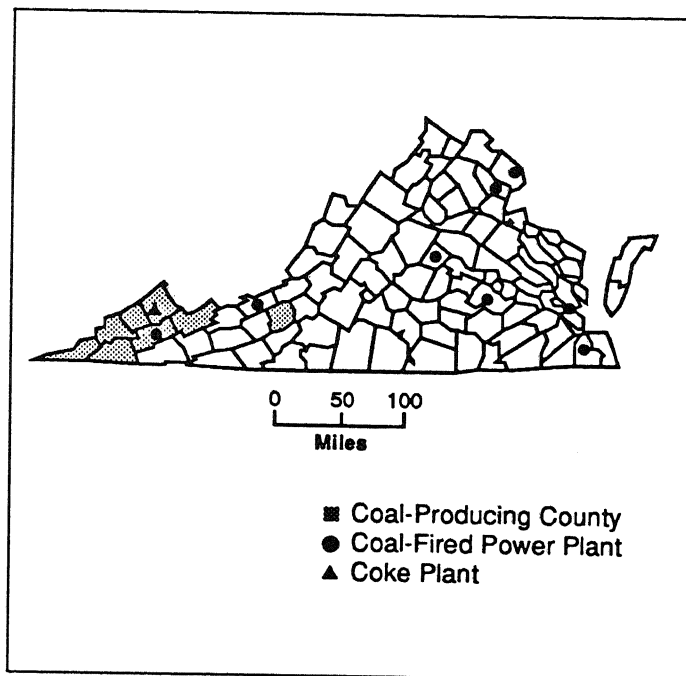 0 50 100
Miles
Coal-Producing County
Coal-Fired Power Plant
Coke Plant